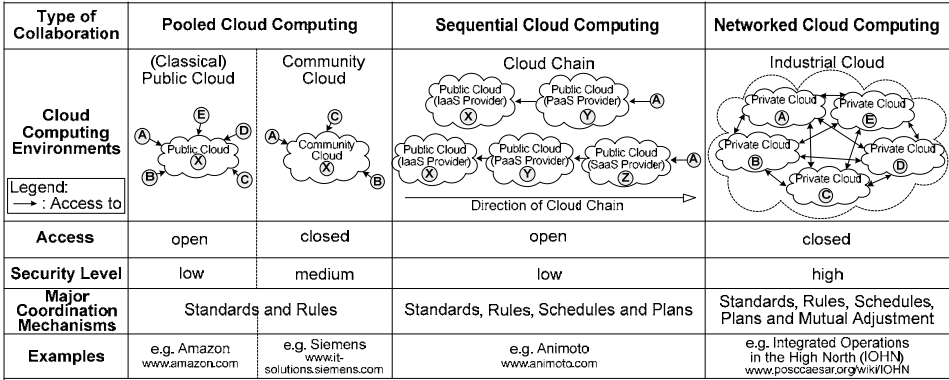 Type of
Collaboration
Pooled Cloud Computing
Sequential Cloud Computing
Networked Cloud Computing
Cloud
Computing
Environments
Legend:
: Access to
(Classical)
Public Cloud
E
A
D
Public Cloud
X
B
C
Community
Cloud
C
A
Community
Cloud
X
B
Cloud Chain
Public Cloud
(IaaS Provider)
X
Public Cloud
(PaaS Provider)
Y
A
Public Cloud
(IaaS Provider)
X
Public Cloud
(PaaS Provider)
Y
Public Cloud
(SaaS Provider)
Z
A
Direction of Cloud Chain
Industrial Cloud
Private Cloud
A
Private Cloud
E
Private Cloud
B
Private Cloud
D
Private Cloud
C
Access
open
closed
open
closed
Security Level
low
medium
low
high
Major
Coordination
Mechanisms
Standards and Rules
Standards, Rules, Schedules and Plans
Standards, Rules, Schedules,
Plans and Mutual Adjustment
Examples
e.g. Amazon
www.amazon.com
e.g. Siemens
www.it-
solutions.siemens.com
e.g. Animoto
www.animoto.com
e.g. Integrated Operations
in the High North (IOHN)
www.posccaesar.org/wiki/IOHN